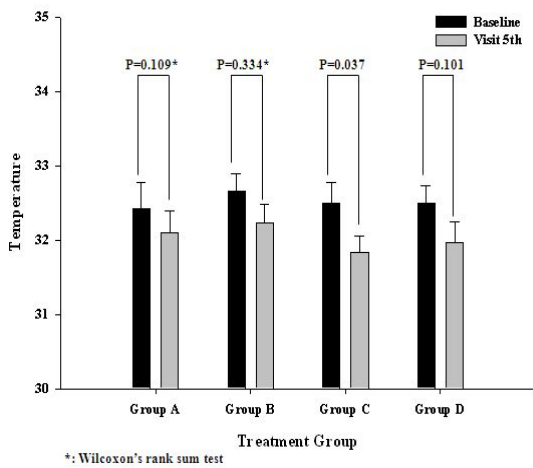 35
Baseline
Visit 5th
P=0.109* P=0.334* P=0.037 P=0.101
34
33
Temperature
32
31
30
Group A Group B Group C Group D
Treatment Group
*: Wilcoxon's rank sum test